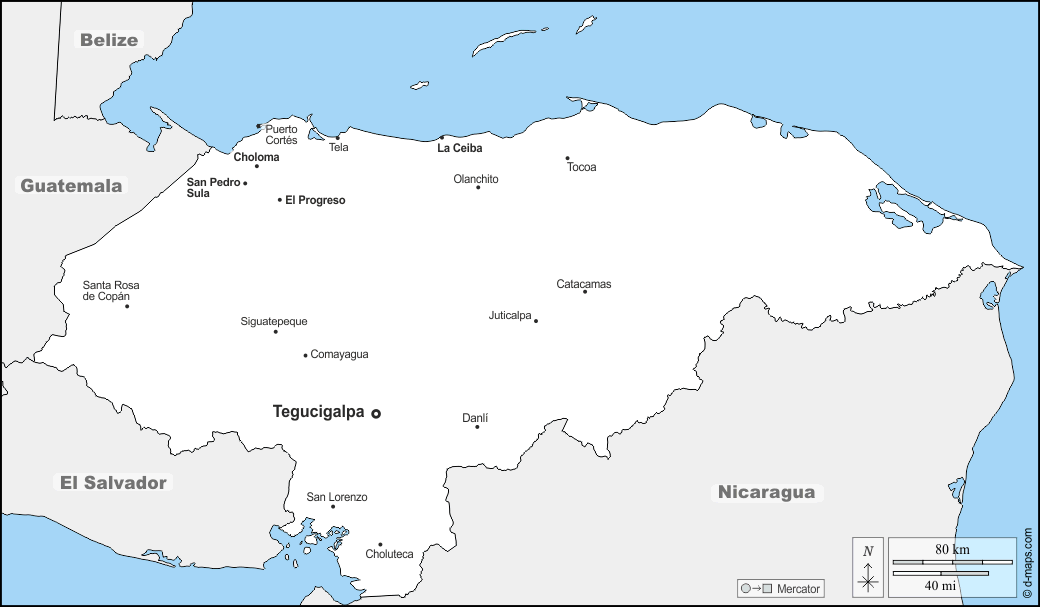 Belize
Puerto
Cortés
Tela
La Ceiba
Choloma
Tocoa
Guatemala
San Pedro
Sula
Olanchito
El Progreso
Santa Rosa
de Copán
Catacamas
Siguatepeque
Juticalpa
Comayagua
Tegucigalpa
Danlí
El Salvador
Nicaragua
San Lorenzo
Choluteca
N
80 km
40 mi
Mercator
© d-maps.com